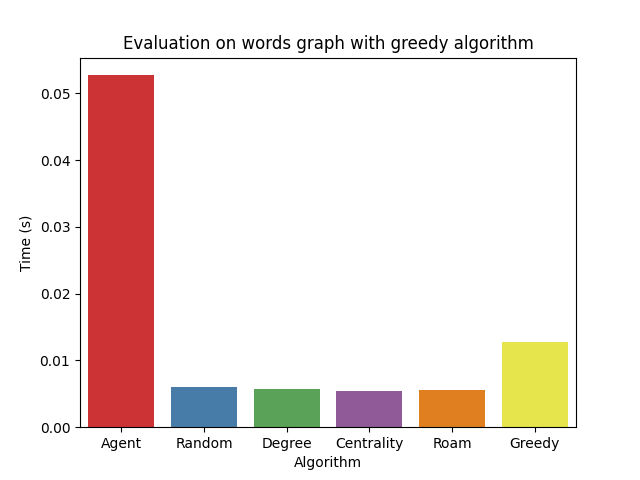 Evaluation on words graph with greedy algorithm
0.05
0.04
0.03
0.02
0.01
0.00
Time (s)
Agent Random Degree Centrality Roam Greedy
Algorithm